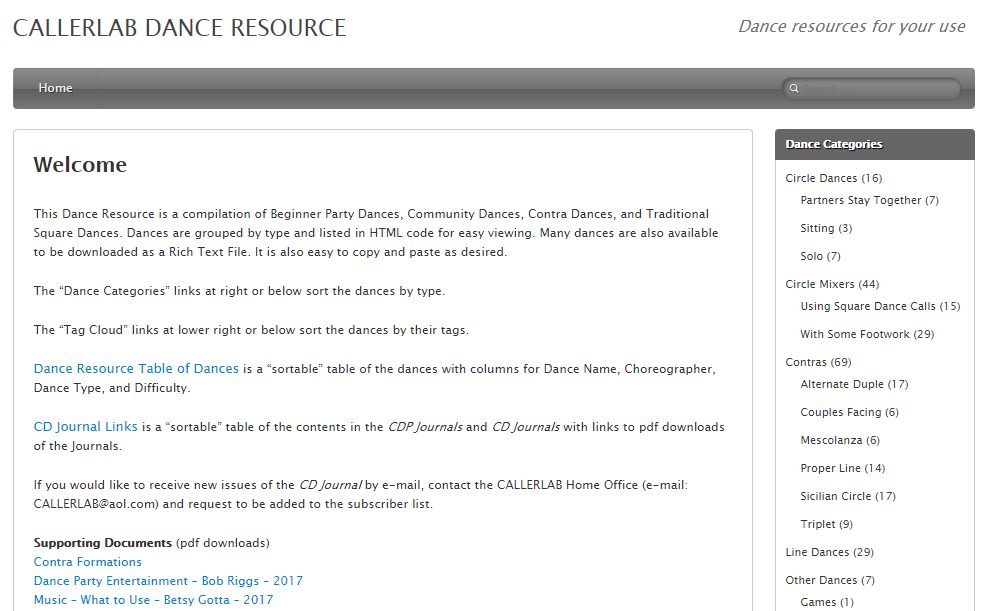 CALLERLAB DANCE RESOURCE
Dance resources for your use
Home
Search
Welcome
This Dance Resource is a compilation of Beginner Party Dances, Community Dances, Contra Dances, and Traditional
Square Dances. Dances are grouped by type and listed in HTML code for easy viewing. Many dances are also available
to be downloaded as a Rich Text File. It is also easy to copy and paste as desired.
The “Dance Categories” links at right or below sort the dances by type.
The “Tag Cloud” links at lower right or below sort the dances by their tags.
Dance Resource Table of Dances is a “sortable” table of the dances with columns for Dance Name, Choreographer,
Dance Type, and Difficulty.
CD Journal Links is a “sortable” table of the contents in the CDP Journals and CD Journals with links to pdf downloads
of the Journals.
If you would like to receive new issues of the CD Journal by e-mail, contact the CALLERLAB Home Office (e-mail:
CALLERLAB@aol.com) and request to be added to the subscriber list.
Supporting Documents (pdf downloads)
Contra Formations
Dance Party Entertainment – Bob Riggs – 2017
Music – What to Use – Betsy Gotta – 2017
Dance Categories
Circle Dances (16)
Partners Stay Together (7)
Sitting (3)
Solo (7)
Circle Mixers (44)
Using Square Dance Calls (15)
With Some Footwork (29)
Contras (69)
Alternate Duple (17)
Couples Facing (6)
Mescolanza (6)
Proper Line (14)
Sicilian Circle (17)
Triplet (9)
Line Dances (29)
Other Dances (7)
Games (1)